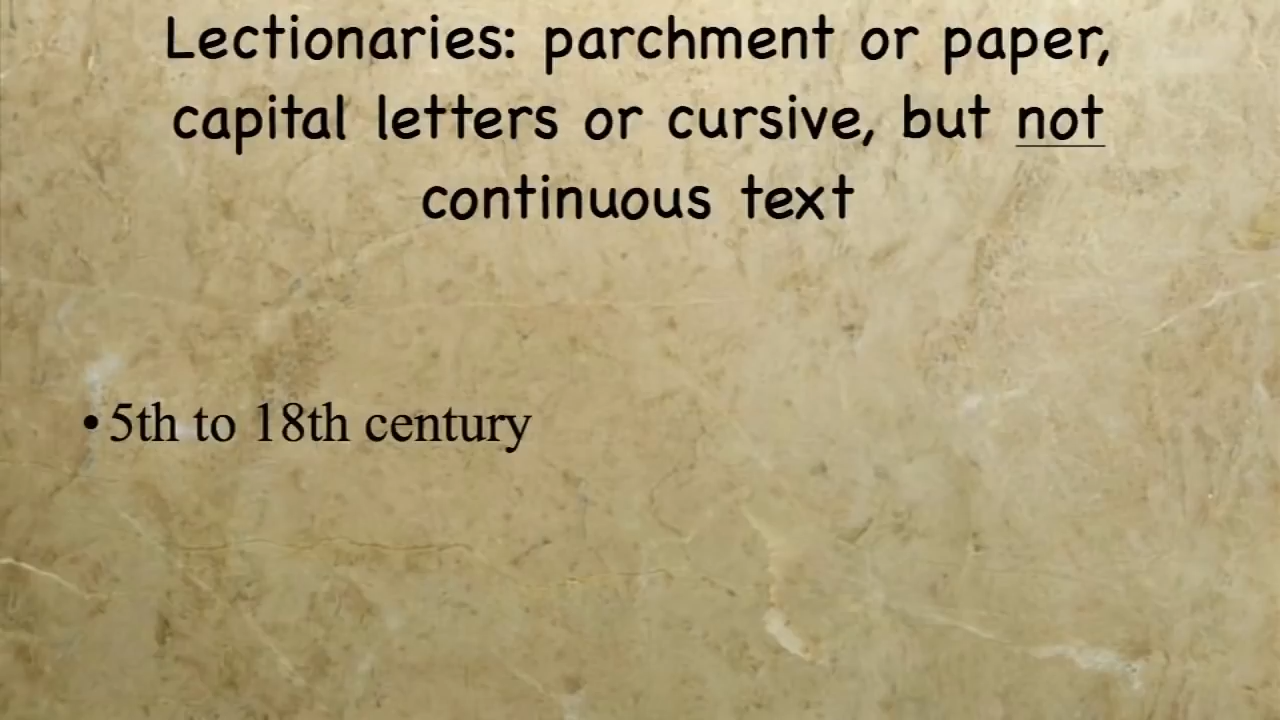 Lectionaries: parchment or paper,
capital letters or cursive, but not
continuous text
• 5th to 18th century